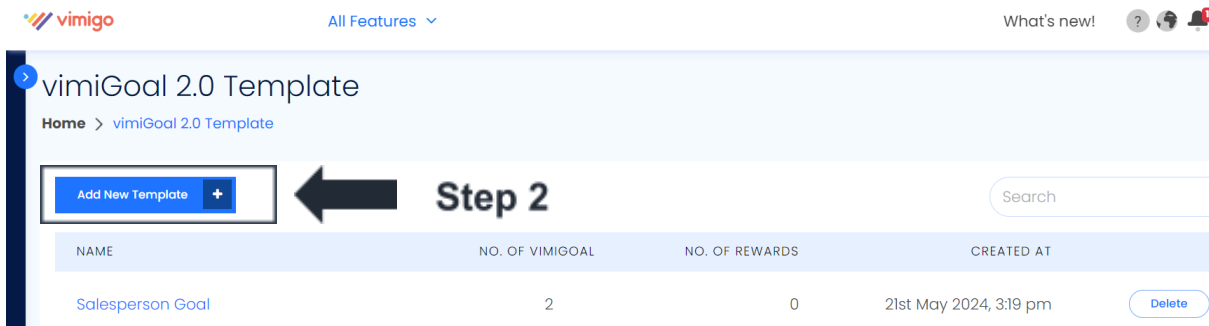 vimigo All Features What's new! ?
vimiGoal 2.0 Template
Home > vimiGoal 2.0 Template
Add New Template + Step 2 Search
NAME NO. OF VIMIGOAL NO. OF REWARDS CREATED AT
Salesperson Goal 2 0 21st May 2024, 3:19 pm Delete